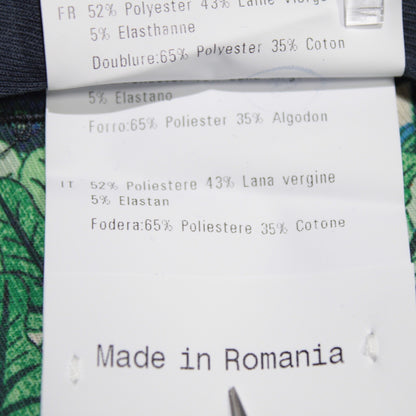 FR 52% Polyester 43% Laine vierge
5% Elasthanne
Doublure:65% Polyester 35% Coton
5% Elastano
Forro:65% Poliester 35% Algodon
IT 52% Poliestere 43% Lana vergine
5% Elastan
Fodera:65% Poliestere 35% Cotone
Made in Romania